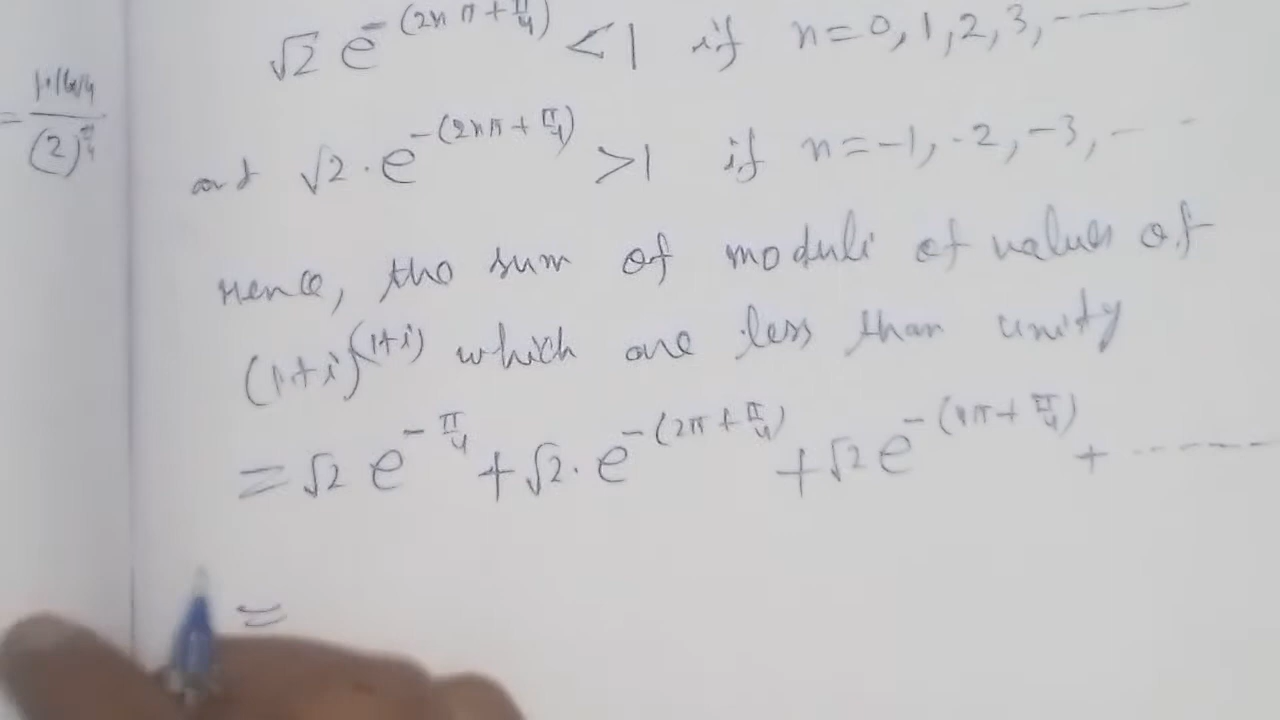 √2 e^-(2nπ+π/4) <1 if n=0,1,2,3,------
and √2·e^-(2nπ+π/4) >1 if n=-1,-2,-3,---
Hence, the sum of moduli of values of
(1+i)^(1+i) which are less than unity
=√2 e^-π/4 +√2·e^-(2π+π/4) +√2 e^-(4π+π/4) + -------
=